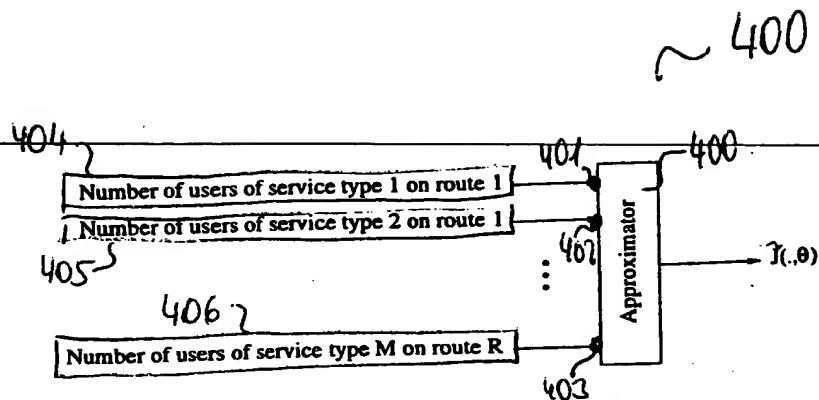 400
404
401
400
Number of users of service type 1 on route 1
Number of users of service type 2 on route 1
402
405
Approximator
J̃(.,θ)
406
Number of users of service type M on route R
403